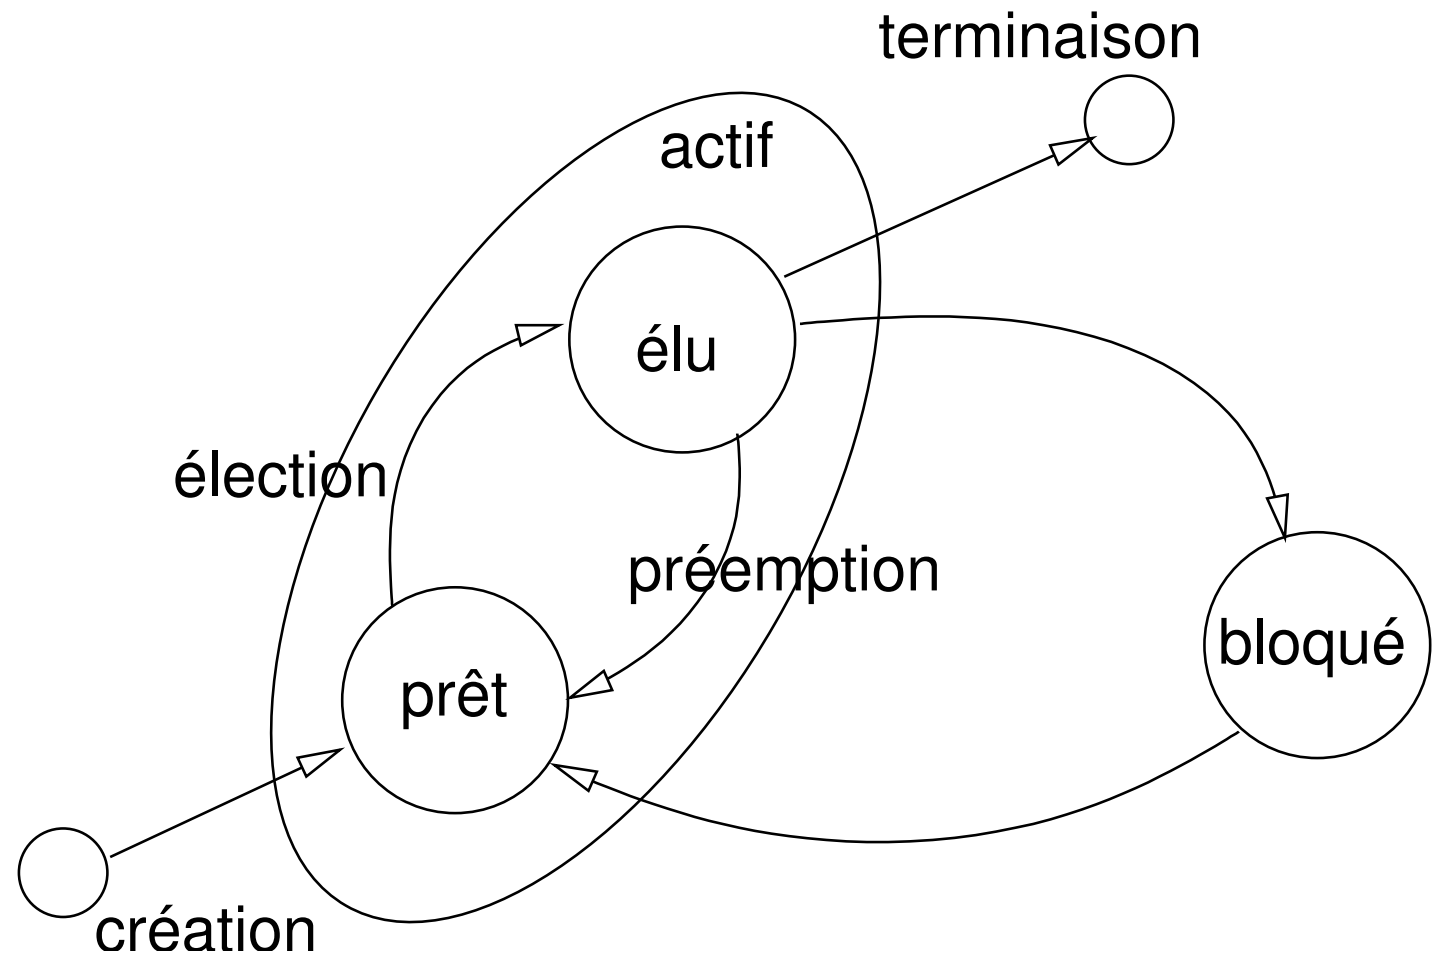 terminaison
actif
élu
élection
préemption
bloqué
prêt
création